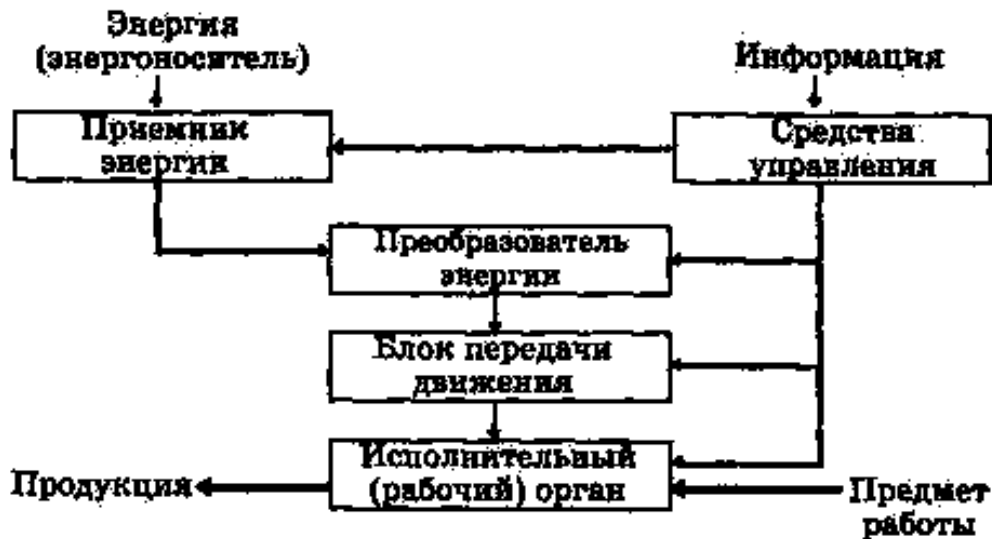 Энергия
(энергоноситель)
Информация
Приемник
энергии
Средства
управления
Преобразователь
энергии
Блок передачи
движения
Исполнительный
(рабочий) орган
Продукция
Предмет
работы